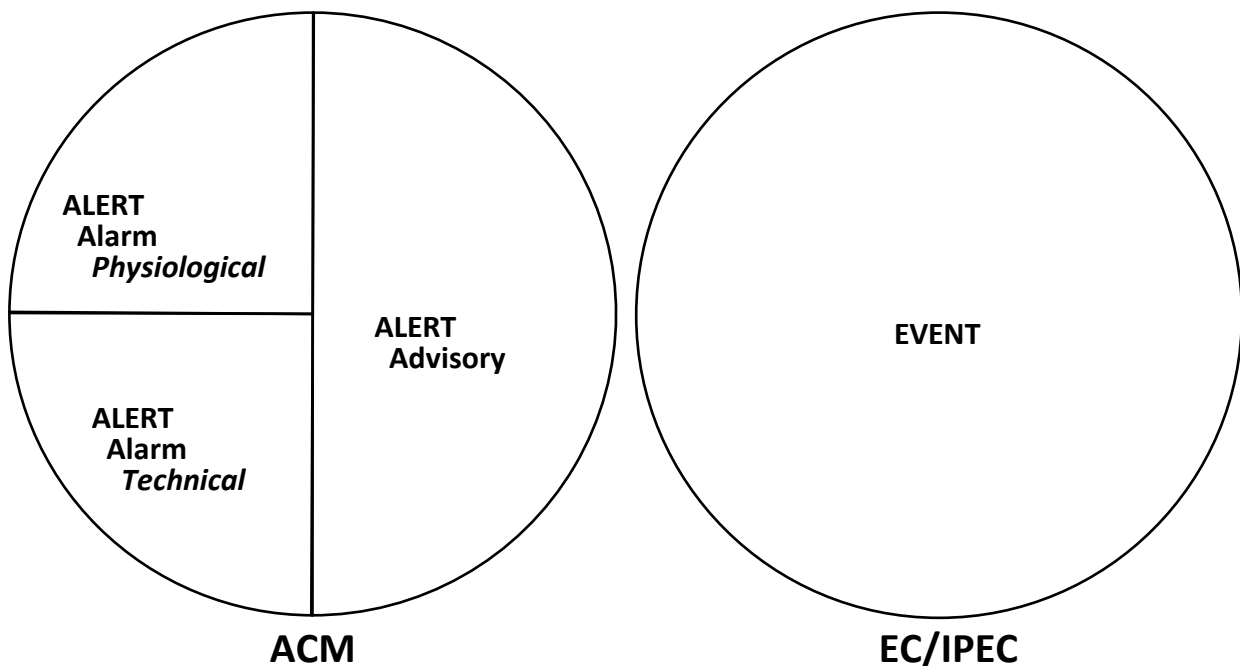 ALERT
Alarm
Physiological
ALERT
Alarm
Technical
ALERT
Advisory
ACM
EVENT
EC/IPEC